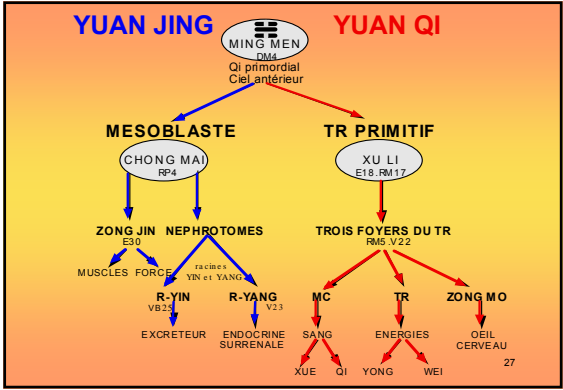 YUAN JING
YUAN QI
MING MEN
DM4
Qi primordial
Ciel antérieur
MESOBLASTE
TR PRIMITIF
CHONG MAI
RP4
XU LI
E18.RM17
ZONG JIN
NEPHROTOMES
TROIS FOYERS DU TR
E30
RM5.V22
MUSCLES
FORCE
racines
YIN et YANG
R-YIN
R-YANG
MC
TR
ZONG MO
VB25
V23
EXCRETEUR
ENDOCRINE
SURRENALE
SANG
ENERGIES
OEIL
CERVEAU
XUE
QI
YONG
WEI
27